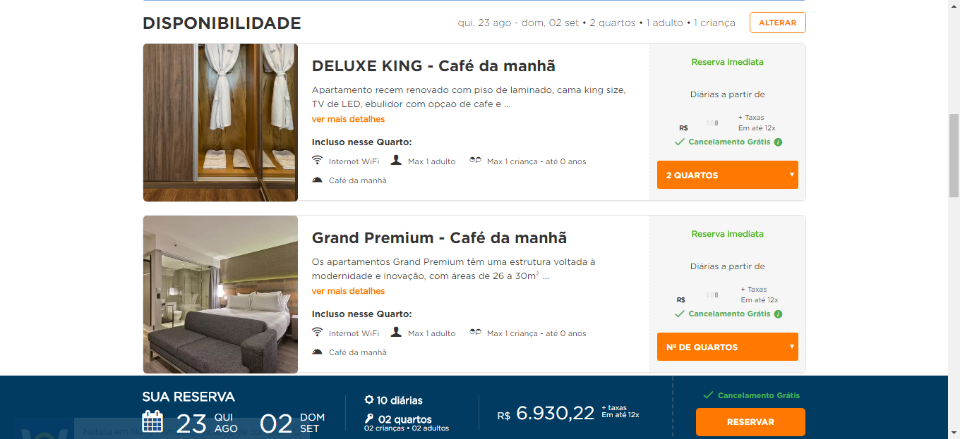 DISPONIBILIDADE
qui, 23 ago - dom, 02 set • 2 quartos • 1 adulto • 1 criança
ALTERAR
DELUXE KING - Café da manhã
Apartamento recem renovado com piso de laminado, cama king size,
TV de LED, ebulidor com opçao de cafe e ...
ver mais detalhes
Incluso nesse Quarto:
Internet WiFi
Max 1 adulto
Max 1 criança - até 0 anos
Café da manhã
Reserva imediata
Diárias a partir de
R$
+ Taxas
Em até 12x
Cancelamento Grátis
2 QUARTOS
Grand Premium - Café da manhã
Os apartamentos Grand Premium têm uma estrutura voltada à
modernidade e inovação, com áreas de 26 a 30m² ...
ver mais detalhes
Incluso nesse Quarto:
Internet WiFi
Max 1 adulto
Max 1 criança - até 0 anos
Café da manhã
Reserva imediata
Diárias a partir de
R$
+ Taxas
Em até 12x
Cancelamento Grátis
Nº DE QUARTOS
SUA RESERVA
23 QUI AGO
02 DOM SET
10 diárias
02 quartos
02 crianças • 02 adultos
R$ 6.930,22 + taxas
Em até 12x
Cancelamento Grátis
RESERVAR